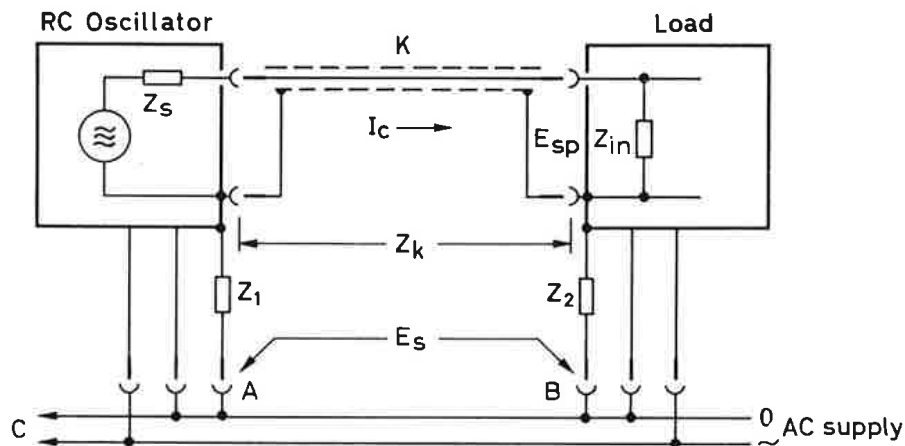 RC Oscillator
Load
K
Zs
Ic
Esp
Zin
Zk
Z1
Z2
Es
A
B
C
0
AC supply
~